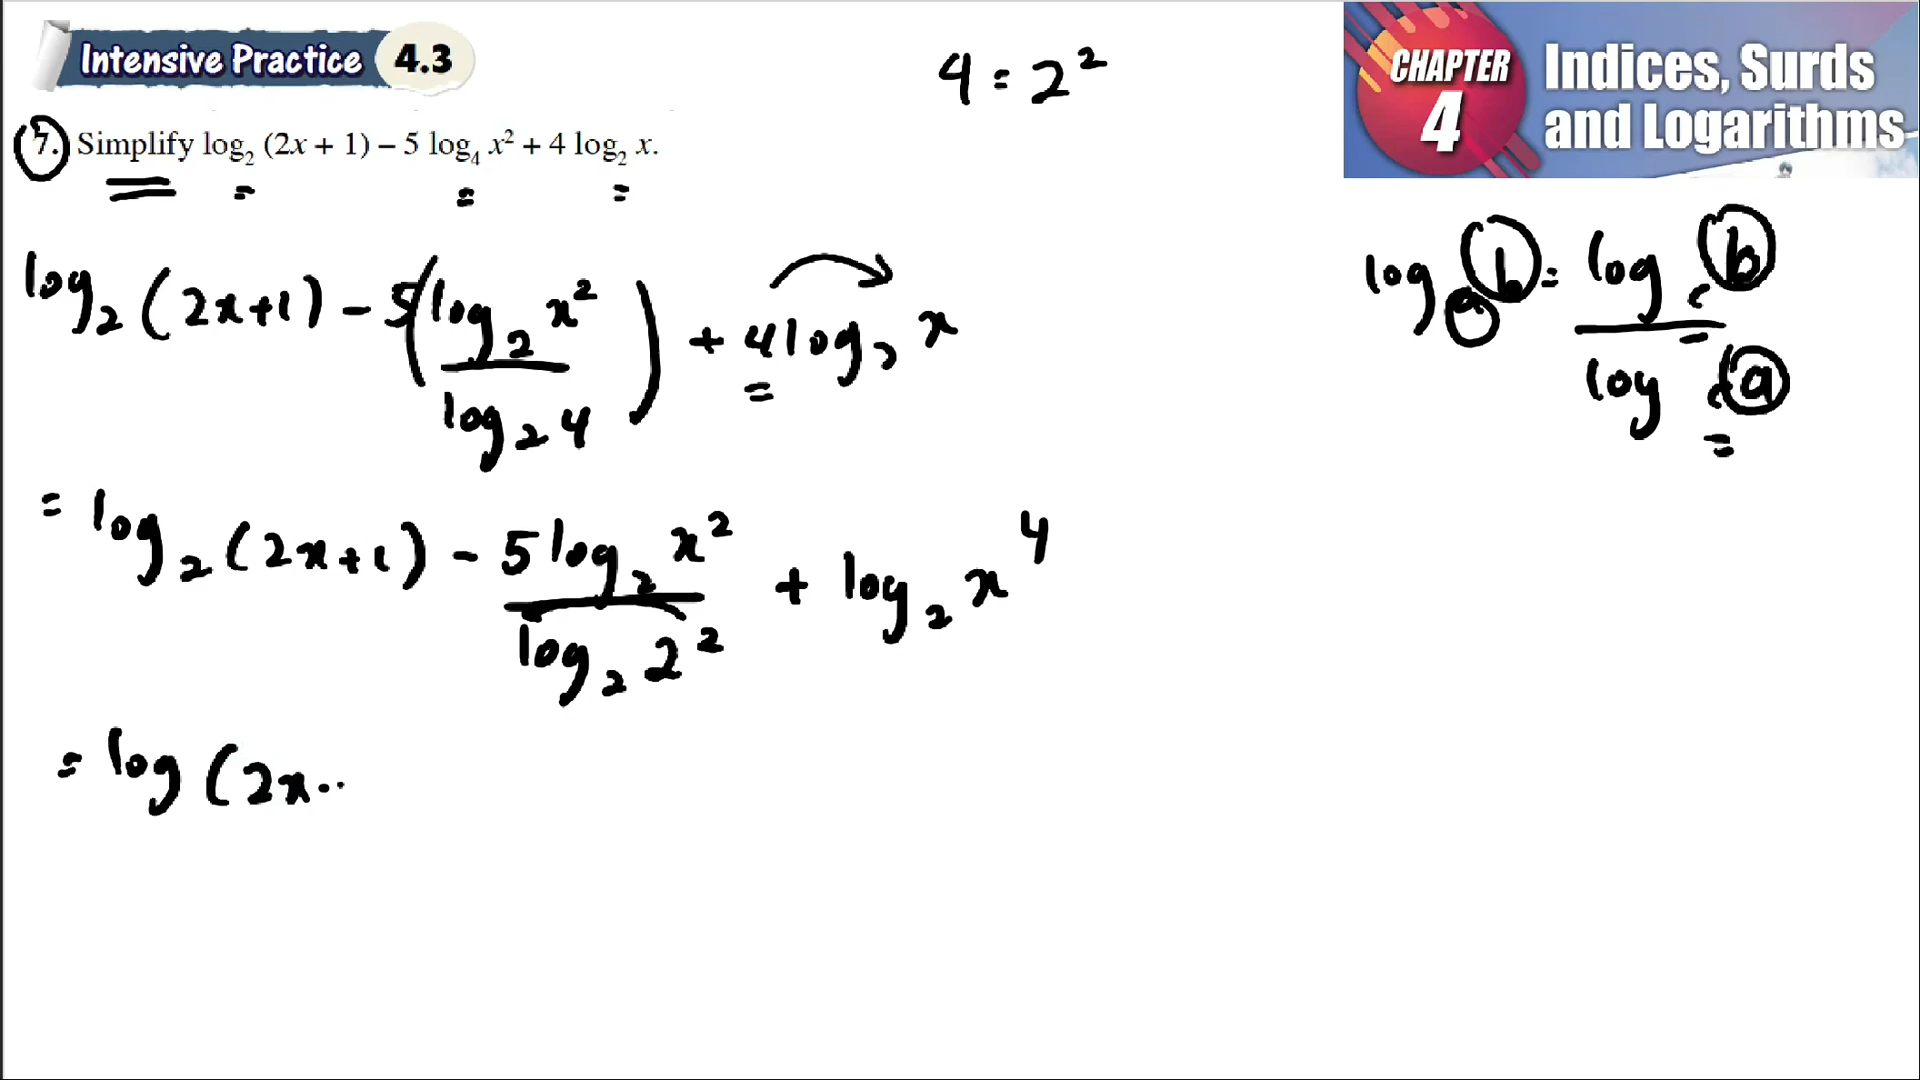 Intensive Practice 4.3
4 = 2²
CHAPTER 4
Indices, Surds and Logarithms
7. Simplify log₂ (2x + 1) – 5 log₄ x² + 4 log₂ x.
log₂ (2x+1) - 5(log₂ x² / log₂ 4) + 4 log₂ x
log_a b = log_c b / log_c a
= log₂ (2x+1) - 5 log₂ x² / log₂ 2² + log₂ x⁴
= log (2x